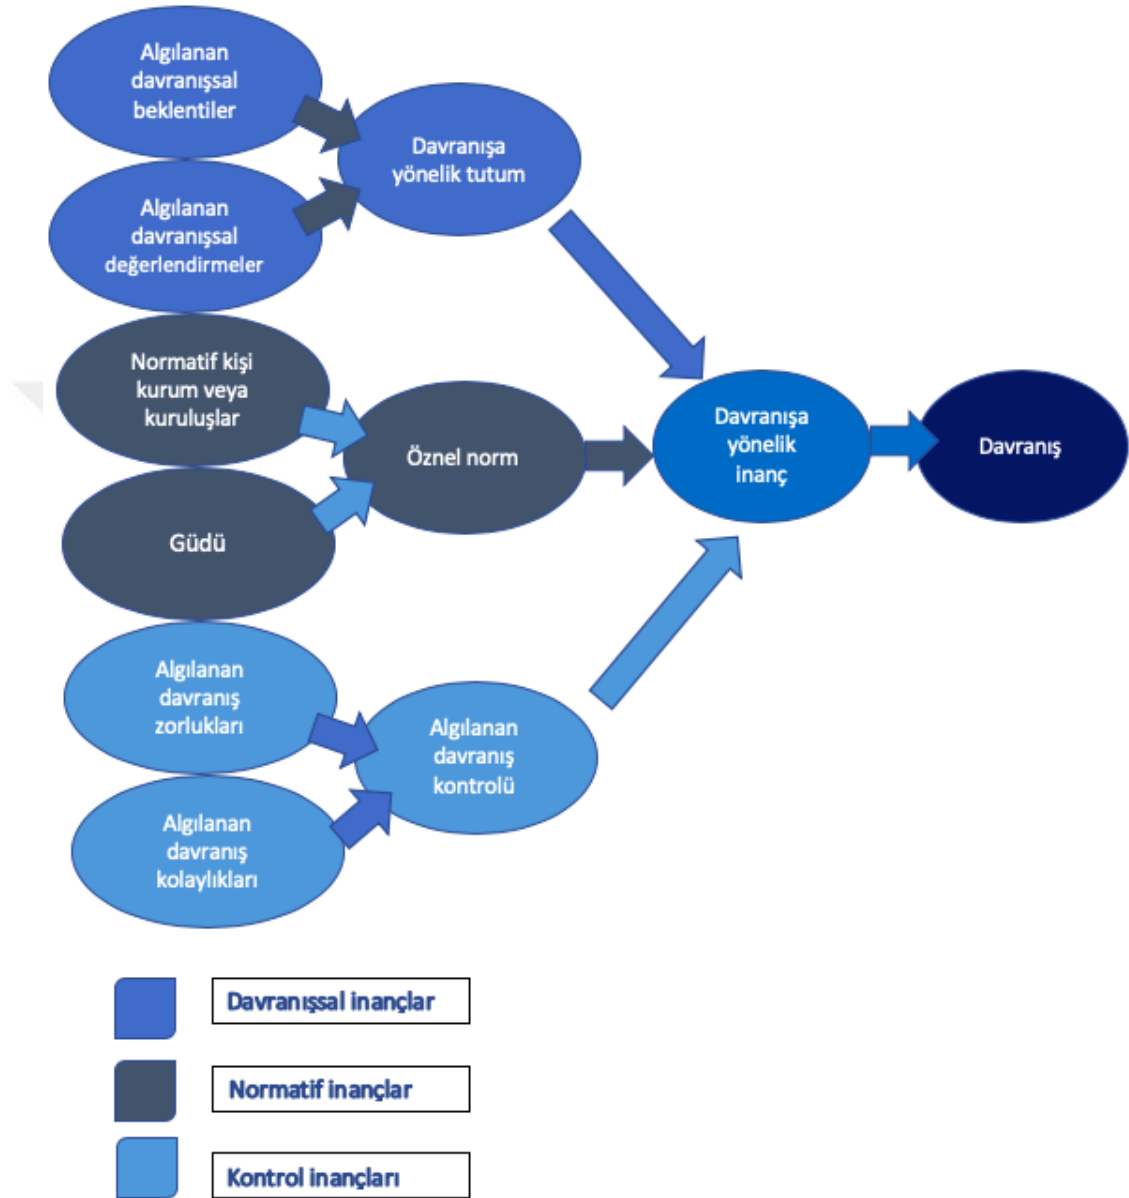 Algılanan
davranışsal
beklentiler
Davranışa
yönelik tutum
Algılanan
davranışsal
değerlendirmeler
Normatif kişi
kurum veya
kuruluşlar
Öznel norm
Davranışa
yönelik
inanç
Davranış
Güdü
Algılanan
davranış
zorlukları
Algılanan
davranış
kontrolü
Algılanan
davranış
kolaylıkları
Davranışsal inançlar
Normatif inançlar
Kontrol inançları